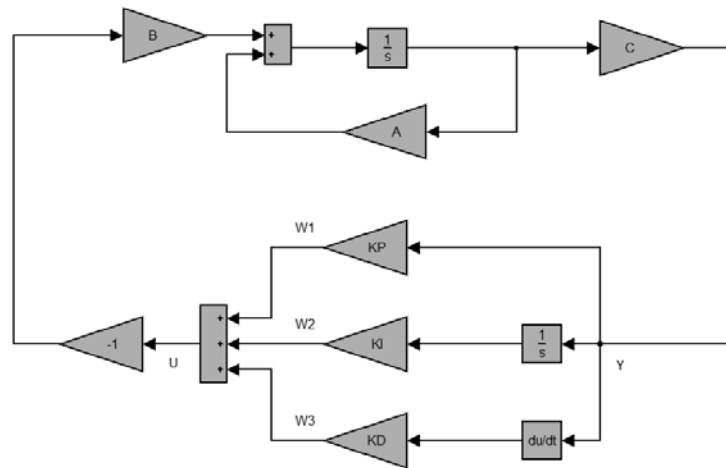 B
+
+
1
s
C
A
W1
KP
+
W2
KI
1
s
-1
U
+
Y
+
W3
KD
du/dt